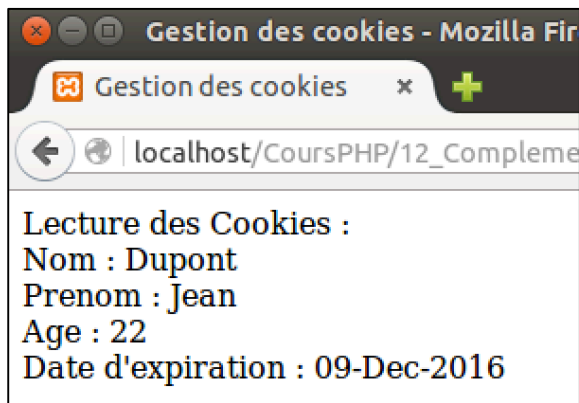 Gestion des cookies - Mozilla Fir
Gestion des cookies
localhost/CoursPHP/12_Compleme
Lecture des Cookies :
Nom : Dupont
Prenom : Jean
Age : 22
Date d'expiration : 09-Dec-2016